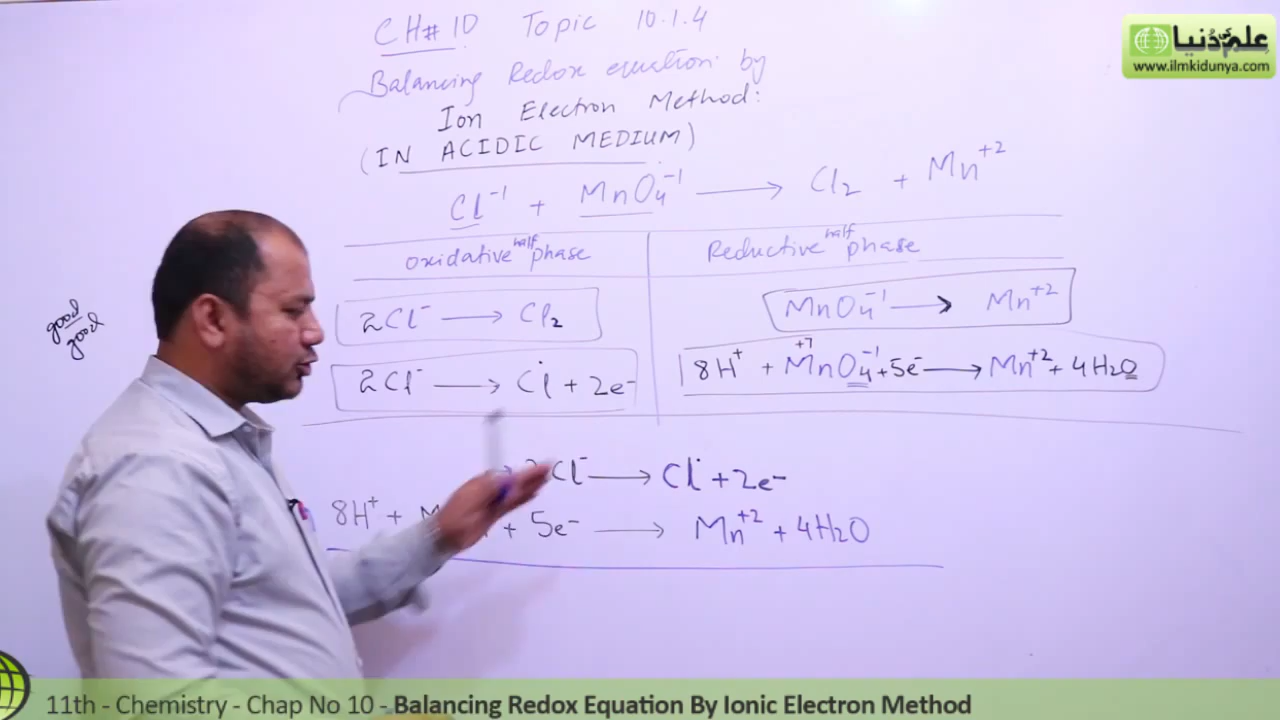 CH# 10 Topic 10.1.4
علم کی دُنیا
www.ilmkidunya.com
Balancing Redox equation by
Ion Electron Method:
(IN ACIDIC MEDIUM)
Cl⁻¹ + MnO₄⁻¹ ⟶ Cl₂ + Mn⁺²
oxidative half phase
Reductive half phase
2Cl⁻ ⟶ Cl₂
MnO₄⁻¹ ⟶ Mn⁺²
good
good
2Cl⁻ ⟶ Cl + 2e⁻
+7
8H⁺ + MnO₄⁻¹ + 5e⁻ ⟶ Mn⁺² + 4H₂O
Cl⁻ ⟶ Cl + 2e⁻
8H⁺ + + 5e⁻ ⟶ Mn⁺² + 4H₂O
11th - Chemistry - Chap No 10 - Balancing Redox Equation By Ionic Electron Method